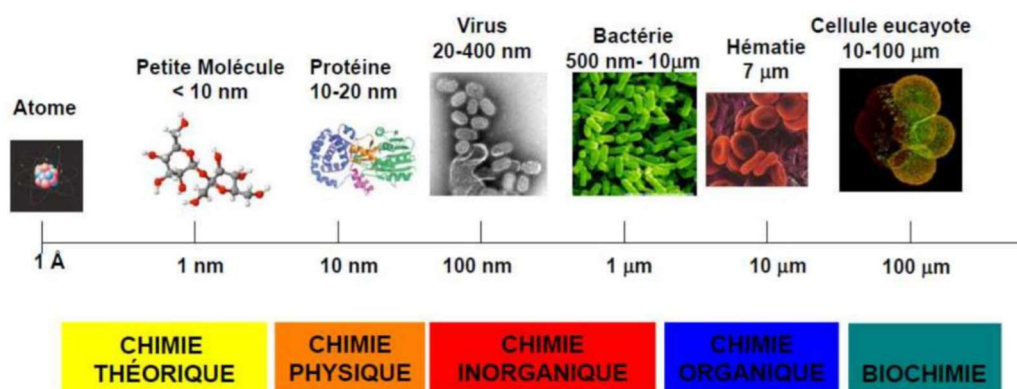 Atome
Petite Molécule
< 10 nm
Protéine
10-20 nm
Virus
20-400 nm
Bactérie
500 nm- 10µm
Hématie
7 µm
Cellule eucayote
10-100 µm
1 Å
1 nm
10 nm
100 nm
1 µm
10 µm
100 µm
CHIMIE
THÉORIQUE
CHIMIE
PHYSIQUE
CHIMIE
INORGANIQUE
CHIMIE
ORGANIQUE
BIOCHIMIE